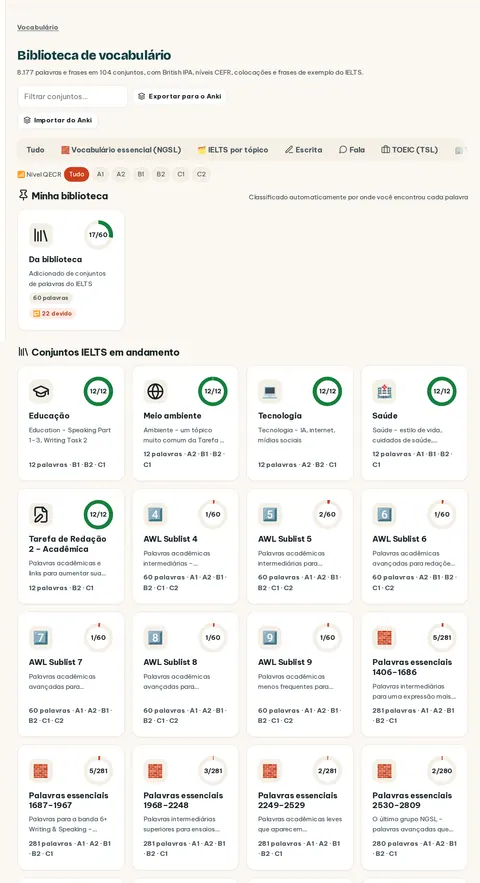 Vocabulário
Biblioteca de vocabulário
8.177 palavras e frases em 104 conjuntos, com British IPA, níveis CEFR, colocações e frases de exemplo do IELTS.
Filtrar conjuntos...
Exportar para o Anki
Importar do Anki
Tudo
Vocabulário essencial (NGSL)
IELTS por tópico
Escrita
Fala
TOEIC (TSL)
Nível QECR
Tudo
A1
A2
B1
B2
C1
C2
Minha biblioteca
Classificado automaticamente por onde você encontrou cada palavra
17/60
Da biblioteca
Adicionado de conjuntos
de palavras do IELTS
60 palavras
22 devido
Conjuntos IELTS em andamento
12/12
Educação
Education – Speaking Part
1–3, Writing Task 2
12 palavras · B1 · B2 · C1
12/12
Meio ambiente
Ambiente – um tópico
muito comum da Tarefa ...
12 palavras · A2 · B1 · B2 ·
C1
12/12
Tecnologia
Tecnologia – IA, internet,
mídias sociais
12 palavras · A2 · B2 · C1
12/12
Saúde
Saúde – estilo de vida,
cuidados de saúde,...
12 palavras · A1 · B1 · B2 ·
C1
12/12
Tarefa de Redação
2 – Acadêmica
Palavras acadêmicas e
links para aumentar sua...
12 palavras · B2 · C1
4
1/60
AWL Sublist 4
Palavras acadêmicas
intermediárias –...
60 palavras · A1 · A2 · B1 ·
B2 · C1 · C2
5
2/60
AWL Sublist 5
Palavras acadêmicas
intermediárias para...
60 palavras · A1 · A2 · B1 ·
B2 · C1 · C2
6
1/60
AWL Sublist 6
Palavras acadêmicas
avançadas para redaçõe...
60 palavras · A2 · B1 · B2
· C1 · C2
7
1/60
AWL Sublist 7
Palavras acadêmicas
avançadas para...
60 palavras · A1 · A2 · B1 ·
B2 · C1 · C2
8
1/60
AWL Sublist 8
Palavras acadêmicas
avançadas para...
60 palavras · A1 · A2 · B1 ·
B2 · C1 · C2
9
1/60
AWL Sublist 9
Palavras acadêmicas
menos frequentes para...
60 palavras · A1 · A2 · B1 ·
B2 · C1 · C2
5/281
Palavras essenciais
1406–1686
Palavras intermediárias
para uma expressão mais...
281 palavras · A1 · A2 · B1
· B2 · C1
5/281
Palavras essenciais
1687–1967
Palavras para a banda 6+
Writing & Speaking –...
281 palavras · A1 · A2 · B1
· B2 · C1
3/281
Palavras essenciais
1968–2248
Palavras intermediárias
superiores para ensaios...
281 palavras · A1 · A2 · B1
· B2 · C1
2/281
Palavras essenciais
2249–2529
Palavras acadêmicas leves
que aparecem...
281 palavras · A1 · A2 · B1
· B2 · C1
2/280
Palavras essenciais
2530–2809
O último grupo NGSL –
palavras avançadas que...
280 palavras · A1 · A2 · B1
· B2 · C1